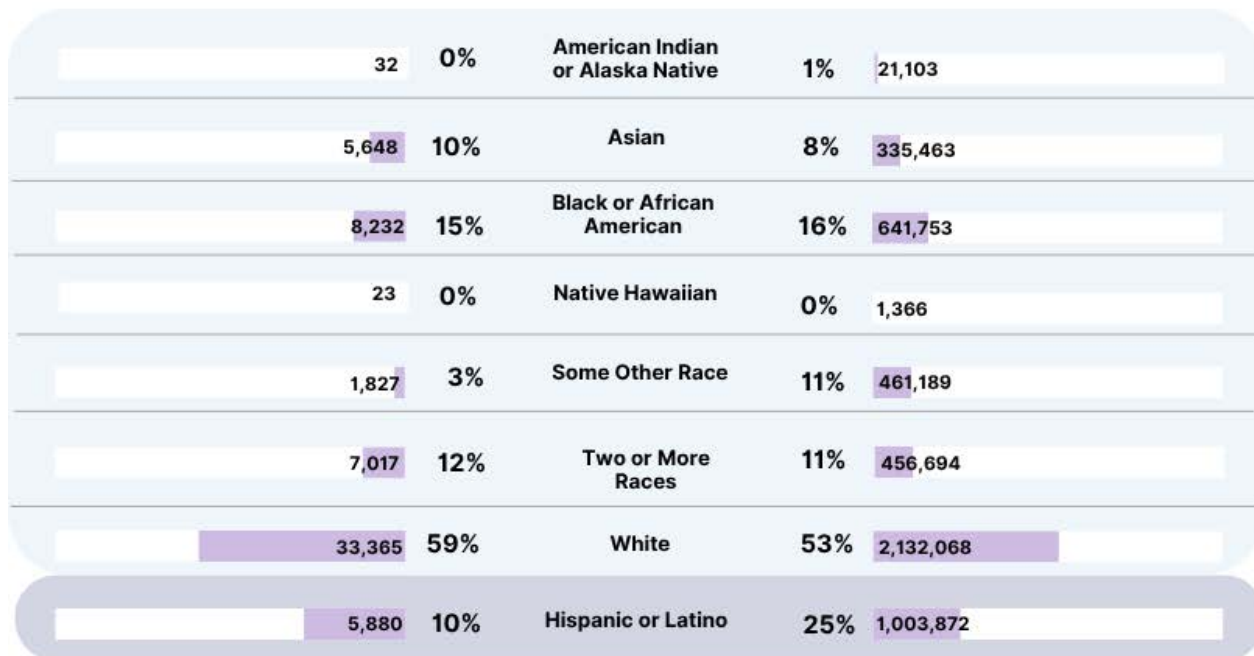 32 0% American Indian or Alaska Native 1% 21,103
5,648 10% Asian 8% 335,463
8,232 15% Black or African American 16% 641,753
23 0% Native Hawaiian 0% 1,366
1,827 3% Some Other Race 11% 461,189
7,017 12% Two or More Races 11% 456,694
33,365 59% White 53% 2,132,068
5,880 10% Hispanic or Latino 25% 1,003,872